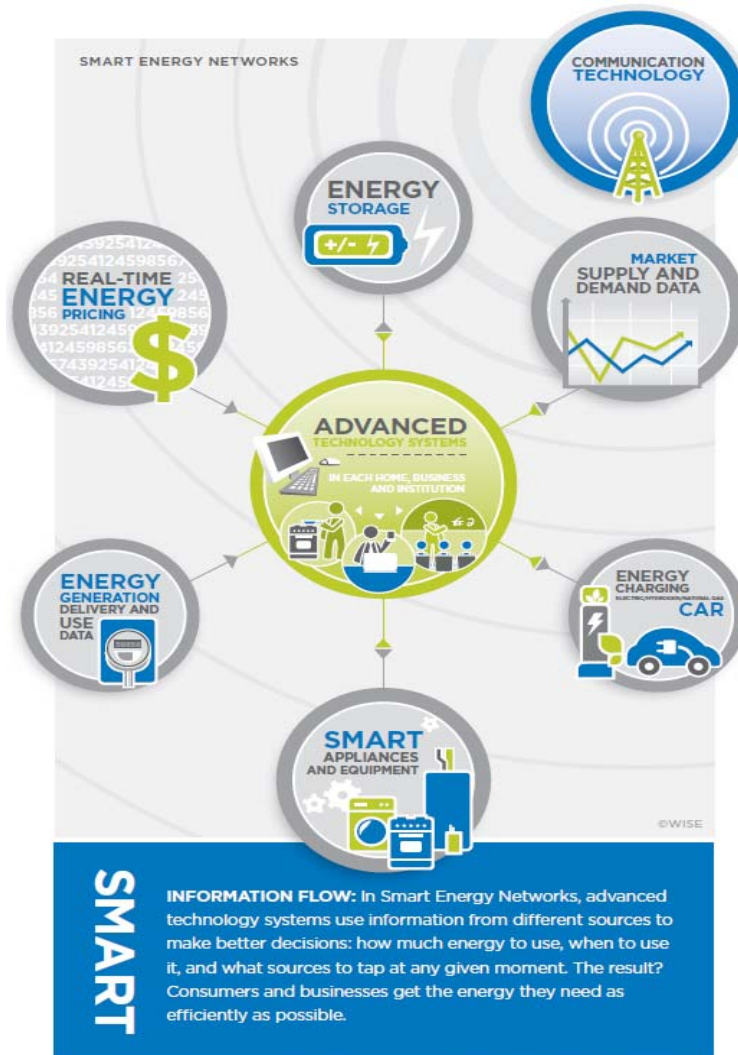 SMART ENERGY NETWORKS
COMMUNICATION
TECHNOLOGY
ENERGY
STORAGE
+/-
REAL-TIME
ENERGY
PRICING
$
MARKET
SUPPLY AND
DEMAND DATA
ADVANCED
TECHNOLOGY SYSTEMS
IN EACH HOME, BUSINESS
AND INSTITUTION
ENERGY
GENERATION
DELIVERY AND
USE
DATA
ENERGY
CHARGING
ELECTRIC/HYDROGEN/NATURAL GAS
CAR
SMART
APPLIANCES
AND EQUIPMENT
©WISE
SMART
INFORMATION FLOW: In Smart Energy Networks, advanced
technology systems use information from different sources to
make better decisions: how much energy to use, when to use
it, and what sources to tap at any given moment. The result?
Consumers and businesses get the energy they need as
efficiently as possible.